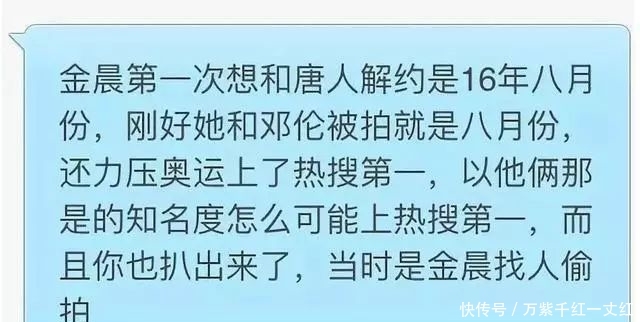 金晨第一次想和唐人解约是16年八月
份，刚好她和邓伦被拍就是八月份，
还力压奥运上了热搜第一，以他俩那
是的知名度怎么可能上热搜第一，而
且你也扒出来了，当时是金晨找人偷
拍
快传号／万紫千红一丈红